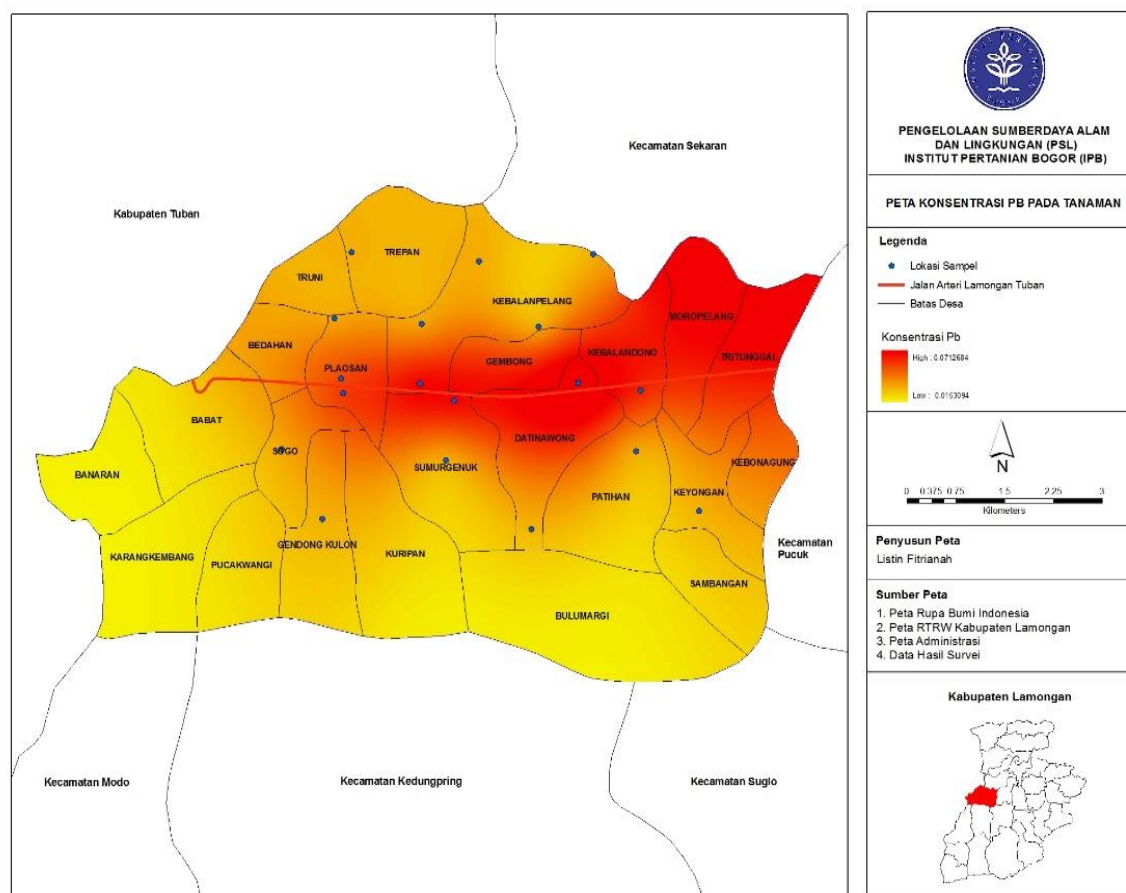 Kecamatan Sekaran
Kabupaten Tuban
TREPAN
TRUNI
KEBALANPELANG
MOROPELANG
BEDAHAN
GEMBONG
KEBALANDONO
TRITUNGGAL
PLAOSAN
BABAT
DATINAWONG
SOGO
SUMURGENUK
KEBONAGUNG
BANARAN
PATIHAN
KEYONGAN
GENDONG KULON
KURIPAN
KARANGKEMBANG
PUCAKWANGI
Kecamatan
Pucuk
SAMBANGAN
BULUMARGI
Kecamatan Modo
Kecamatan Kedungpring
Kecamatan Sugio
INSTITUT PERTANIAN
BOGOR
PENGELOLAAN SUMBERDAYA ALAM
DAN LINGKUNGAN (PSL)
INSTITUT PERTANIAN BOGOR (IPB)
PETA KONSENTRASI PB PADA TANAMAN
Legenda
Lokasi Sampel
Jalan Arteri Lamongan Tuban
Batas Desa
Konsentrasi Pb
High : 0.0712684
Low : 0.0163094
N
0 0.375 0.75 1.5 2.25 3
Kilometers
Penyusun Peta
Listin Fitrianah
Sumber Peta
1. Peta Rupa Bumi Indonesia
2. Peta RTRW Kabupaten Lamongan
3. Peta Administrasi
4. Data Hasil Survei
Kabupaten Lamongan